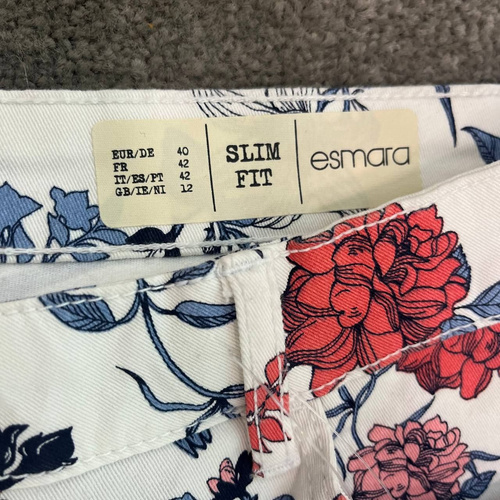 EUR/DE 40
FR 42
IT/ES/PT 42
GB/IE/NI 12
SLIM
FIT
esmara